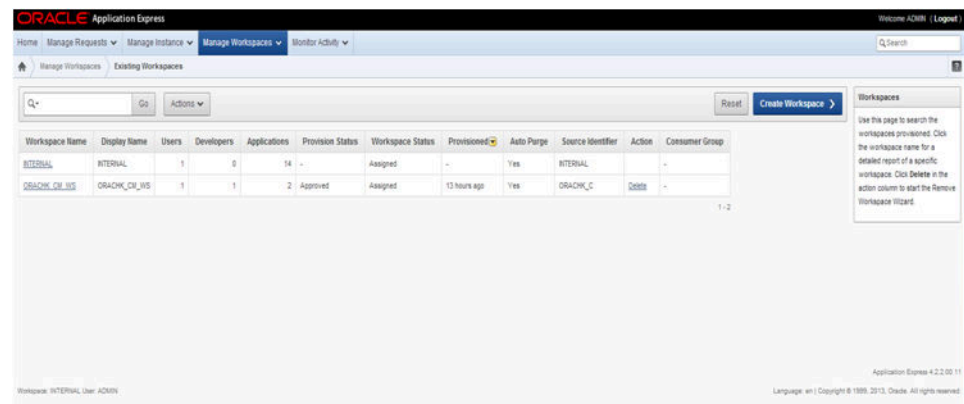 ORACLE Application Express
Welcome ADMIN ( Logout )
Home Manage Requests Manage Instance Manage Workspaces Monitor Activity
Search
Manage Workspaces Existing Workspaces
?
Go Actions Reset Create Workspace
Workspaces
Use this page to search the
workspaces provisioned. Click
the workspace name for a
detailed report of a specific
workspace. Click Delete in the
action column to start the Remove
Workspace Wizard.
Workspace Name Display Name Users Developers Applications Provision Status Workspace Status Provisioned Auto Purge Source Identifier Action Consumer Group
INTERNAL INTERNAL 1 0 14 - Assigned - Yes INTERNAL -
ORACHK_CM_WS ORACHK_CM_WS 1 1 2 Approved Assigned 13 hours ago Yes ORACHK_C Delete -
1 - 2
Application Express 4.2.2.00.11
Workspace: INTERNAL User: ADMIN
Language: en | Copyright © 1999, 2013, Oracle. All rights reserved.